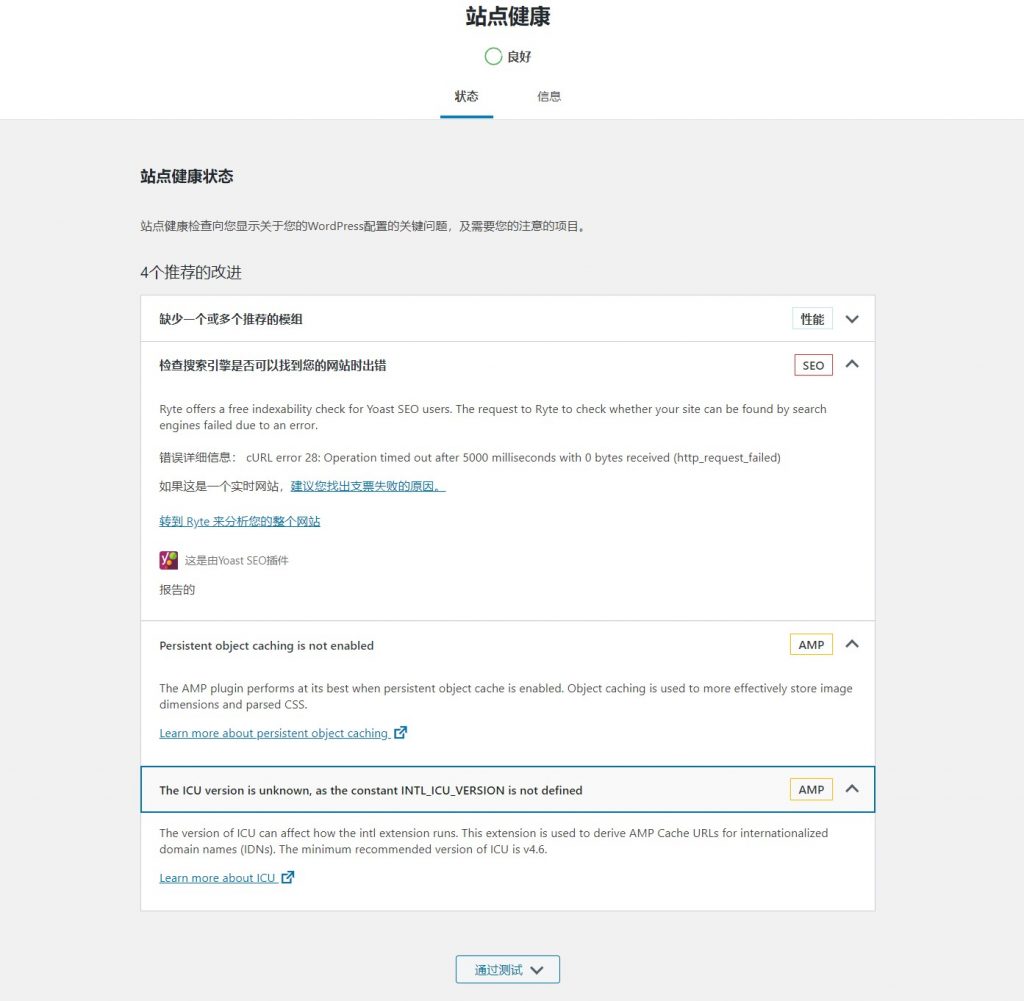 站点健康
良好
状态 信息
站点健康状态
站点健康检查向您显示关于您的WordPress配置的关键问题，及需要您的注意的项目。
4个推荐的改进
缺少一个或多个推荐的模组 性能
检查搜索引擎是否可以找到您的网站时出错 SEO
Ryte offers a free indexability check for Yoast SEO users. The request to Ryte to check whether your site can be found by search
engines failed due to an error.
错误详细信息： cURL error 28: Operation timed out after 5000 milliseconds with 0 bytes received (http_request_failed)
如果这是一个实时网站，建议您找出支票失败的原因。
转到 Ryte 来分析您的整个网站
这是由Yoast SEO插件
报告的
Persistent object caching is not enabled AMP
The AMP plugin performs at its best when persistent object cache is enabled. Object caching is used to more effectively store image
dimensions and parsed CSS.
Learn more about persistent object caching
The ICU version is unknown, as the constant INTL_ICU_VERSION is not defined AMP
The version of ICU can affect how the intl extension runs. This extension is used to derive AMP Cache URLs for internationalized
domain names (IDNs). The minimum recommended version of ICU is v4.6.
Learn more about ICU
通过测试